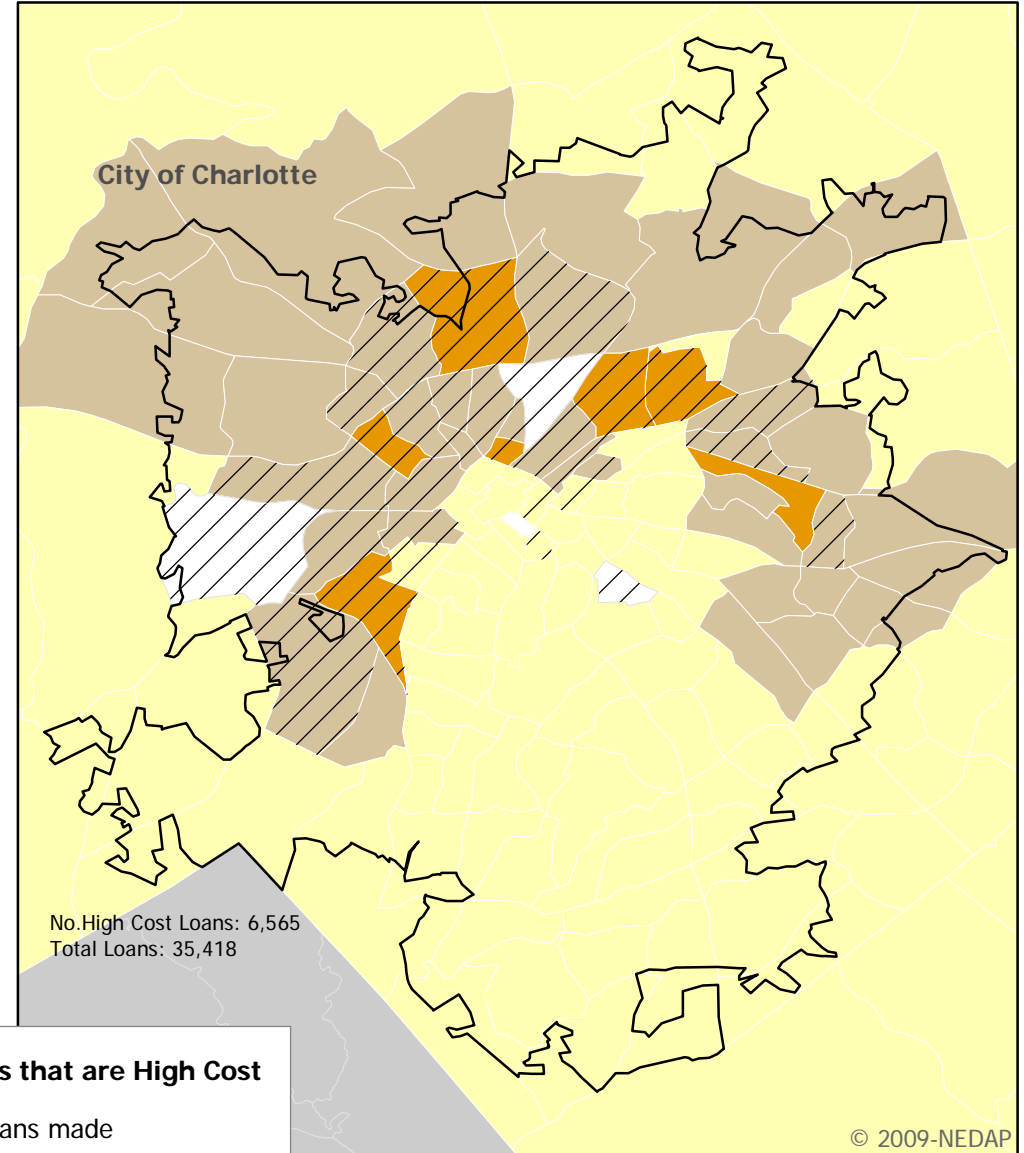 City of Charlotte
No.High Cost Loans: 6,565
Total Loans: 35,418
that are High Cost
made
© 2009-NEDAP